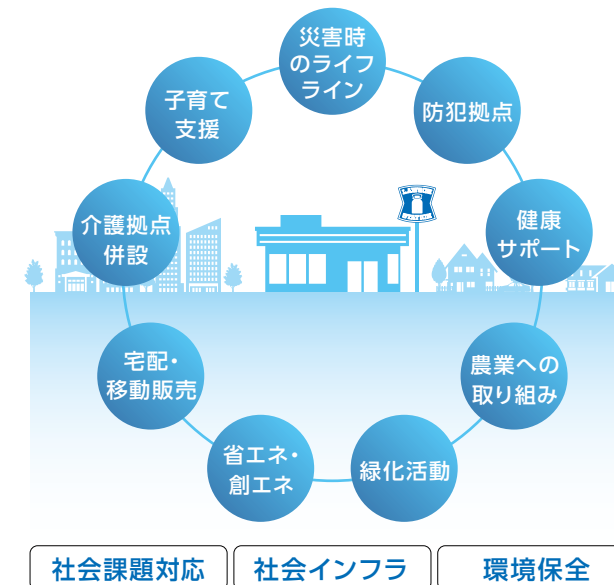 災害時
のライフ
ライン
防犯拠点
健康
サポート
農業への
取り組み
緑化活動
省エネ・
創エネ
宅配・
移動販売
介護拠点
併設
子育て
支援
社会課題対応
社会インフラ
環境保全